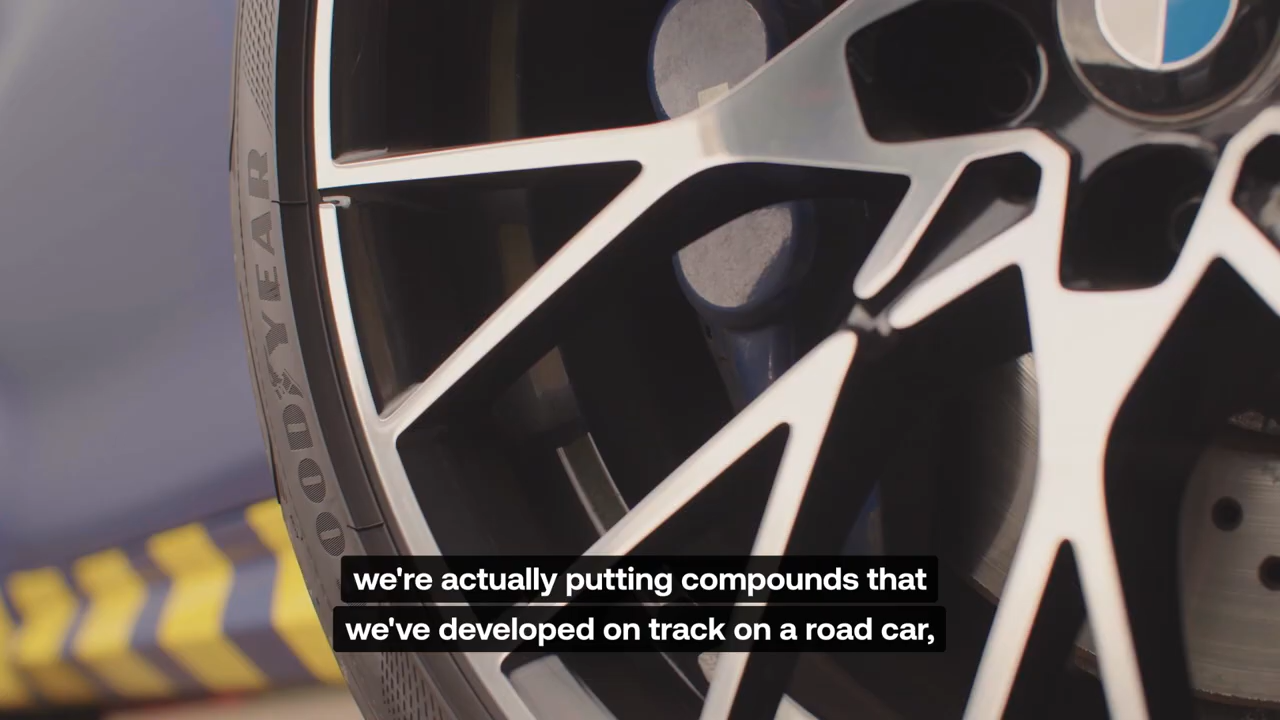 GOODYEAR
we're actually putting compounds that
we've developed on track on a road car,